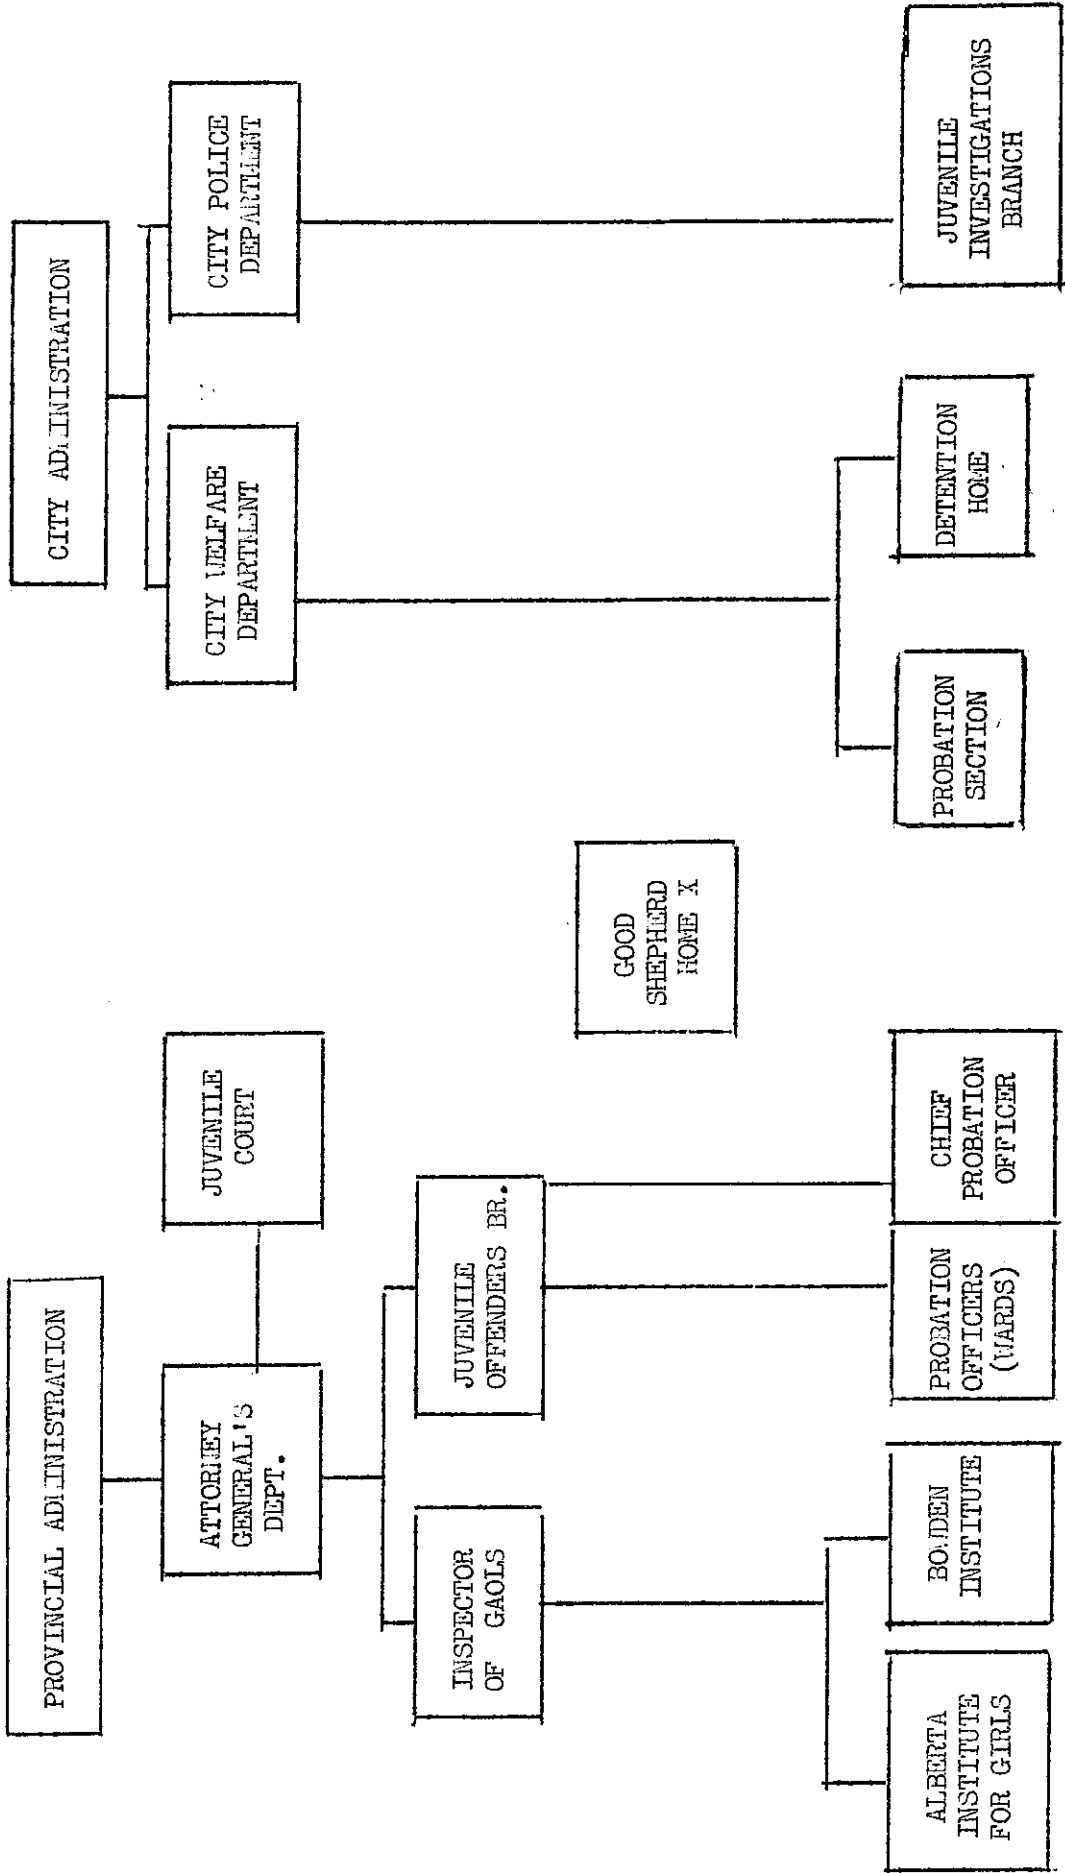 PROVINCIAL ADMINISTRATION
CITY ADMINISTRATION
ATTORNEY
GENERAL'S
DEPT.
JUVENILE
COURT
CITY WELFARE
DEPARTMENT
CITY POLICE
DEPARTMENT
INSPECTOR
OF GAOLS
JUVENILE
OFFENDERS BR.
GOOD
SHEPHERD
HOME X
ALBERTA
INSTITUTE
FOR GIRLS
BOWDEN
INSTITUTE
PROBATION
OFFICERS
(WARDS)
CHIEF
PROBATION
OFFICER
PROBATION
SECTION
DETENTION
HOME
JUVENILE
INVESTIGATIONS
BRANCH